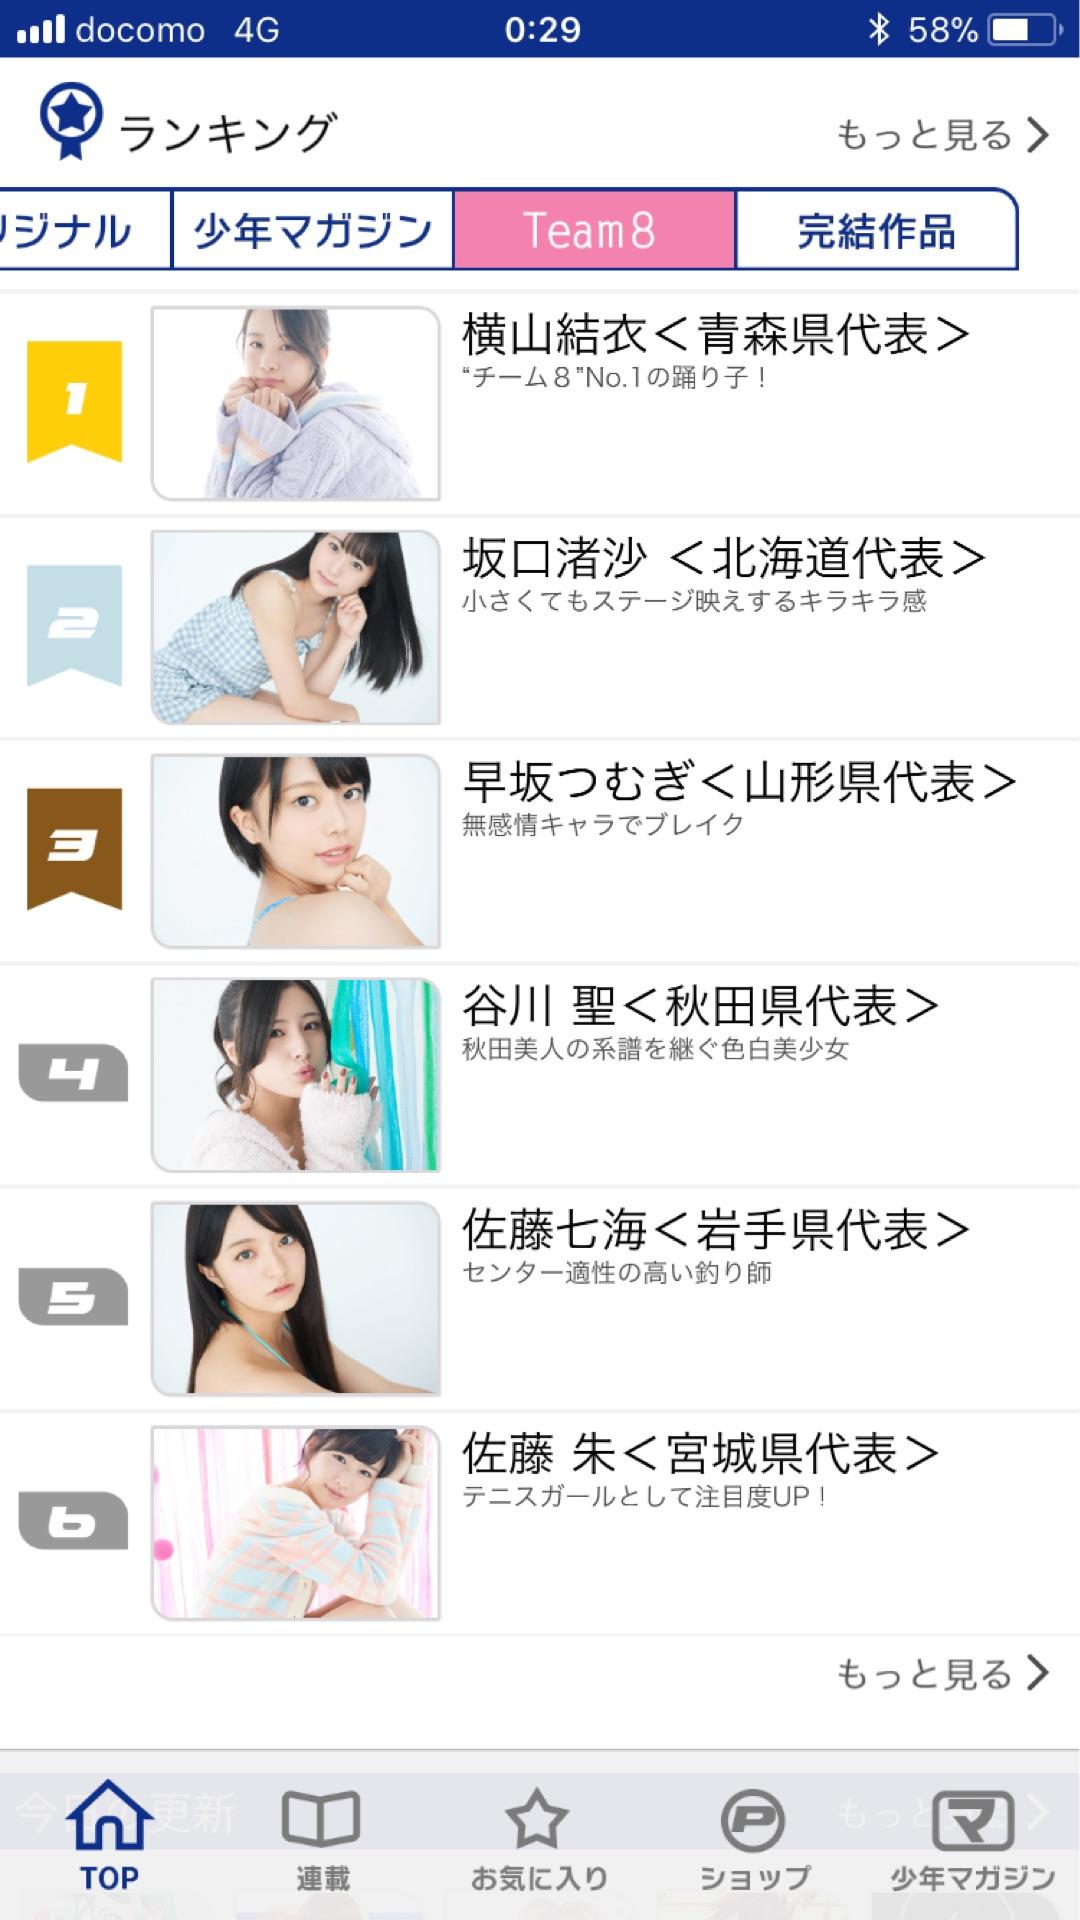 docomo 4G 0:29 58%
ランキング もっと見る
リジナル 少年マガジン Team8 完結作品
1
横山結衣＜青森県代表＞
“チーム８”No.1の踊り子！
2
坂口渚沙 ＜北海道代表＞
小さくてもステージ映えするキラキラ感
3
早坂つむぎ＜山形県代表＞
無感情キャラでブレイク
4
谷川 聖＜秋田県代表＞
秋田美人の系譜を継ぐ色白美少女
5
佐藤七海＜岩手県代表＞
センター適性の高い釣り師
6
佐藤 朱＜宮城県代表＞
テニスガールとして注目度UP！
もっと見る
TOP 連載 お気に入り ショップ 少年マガジン